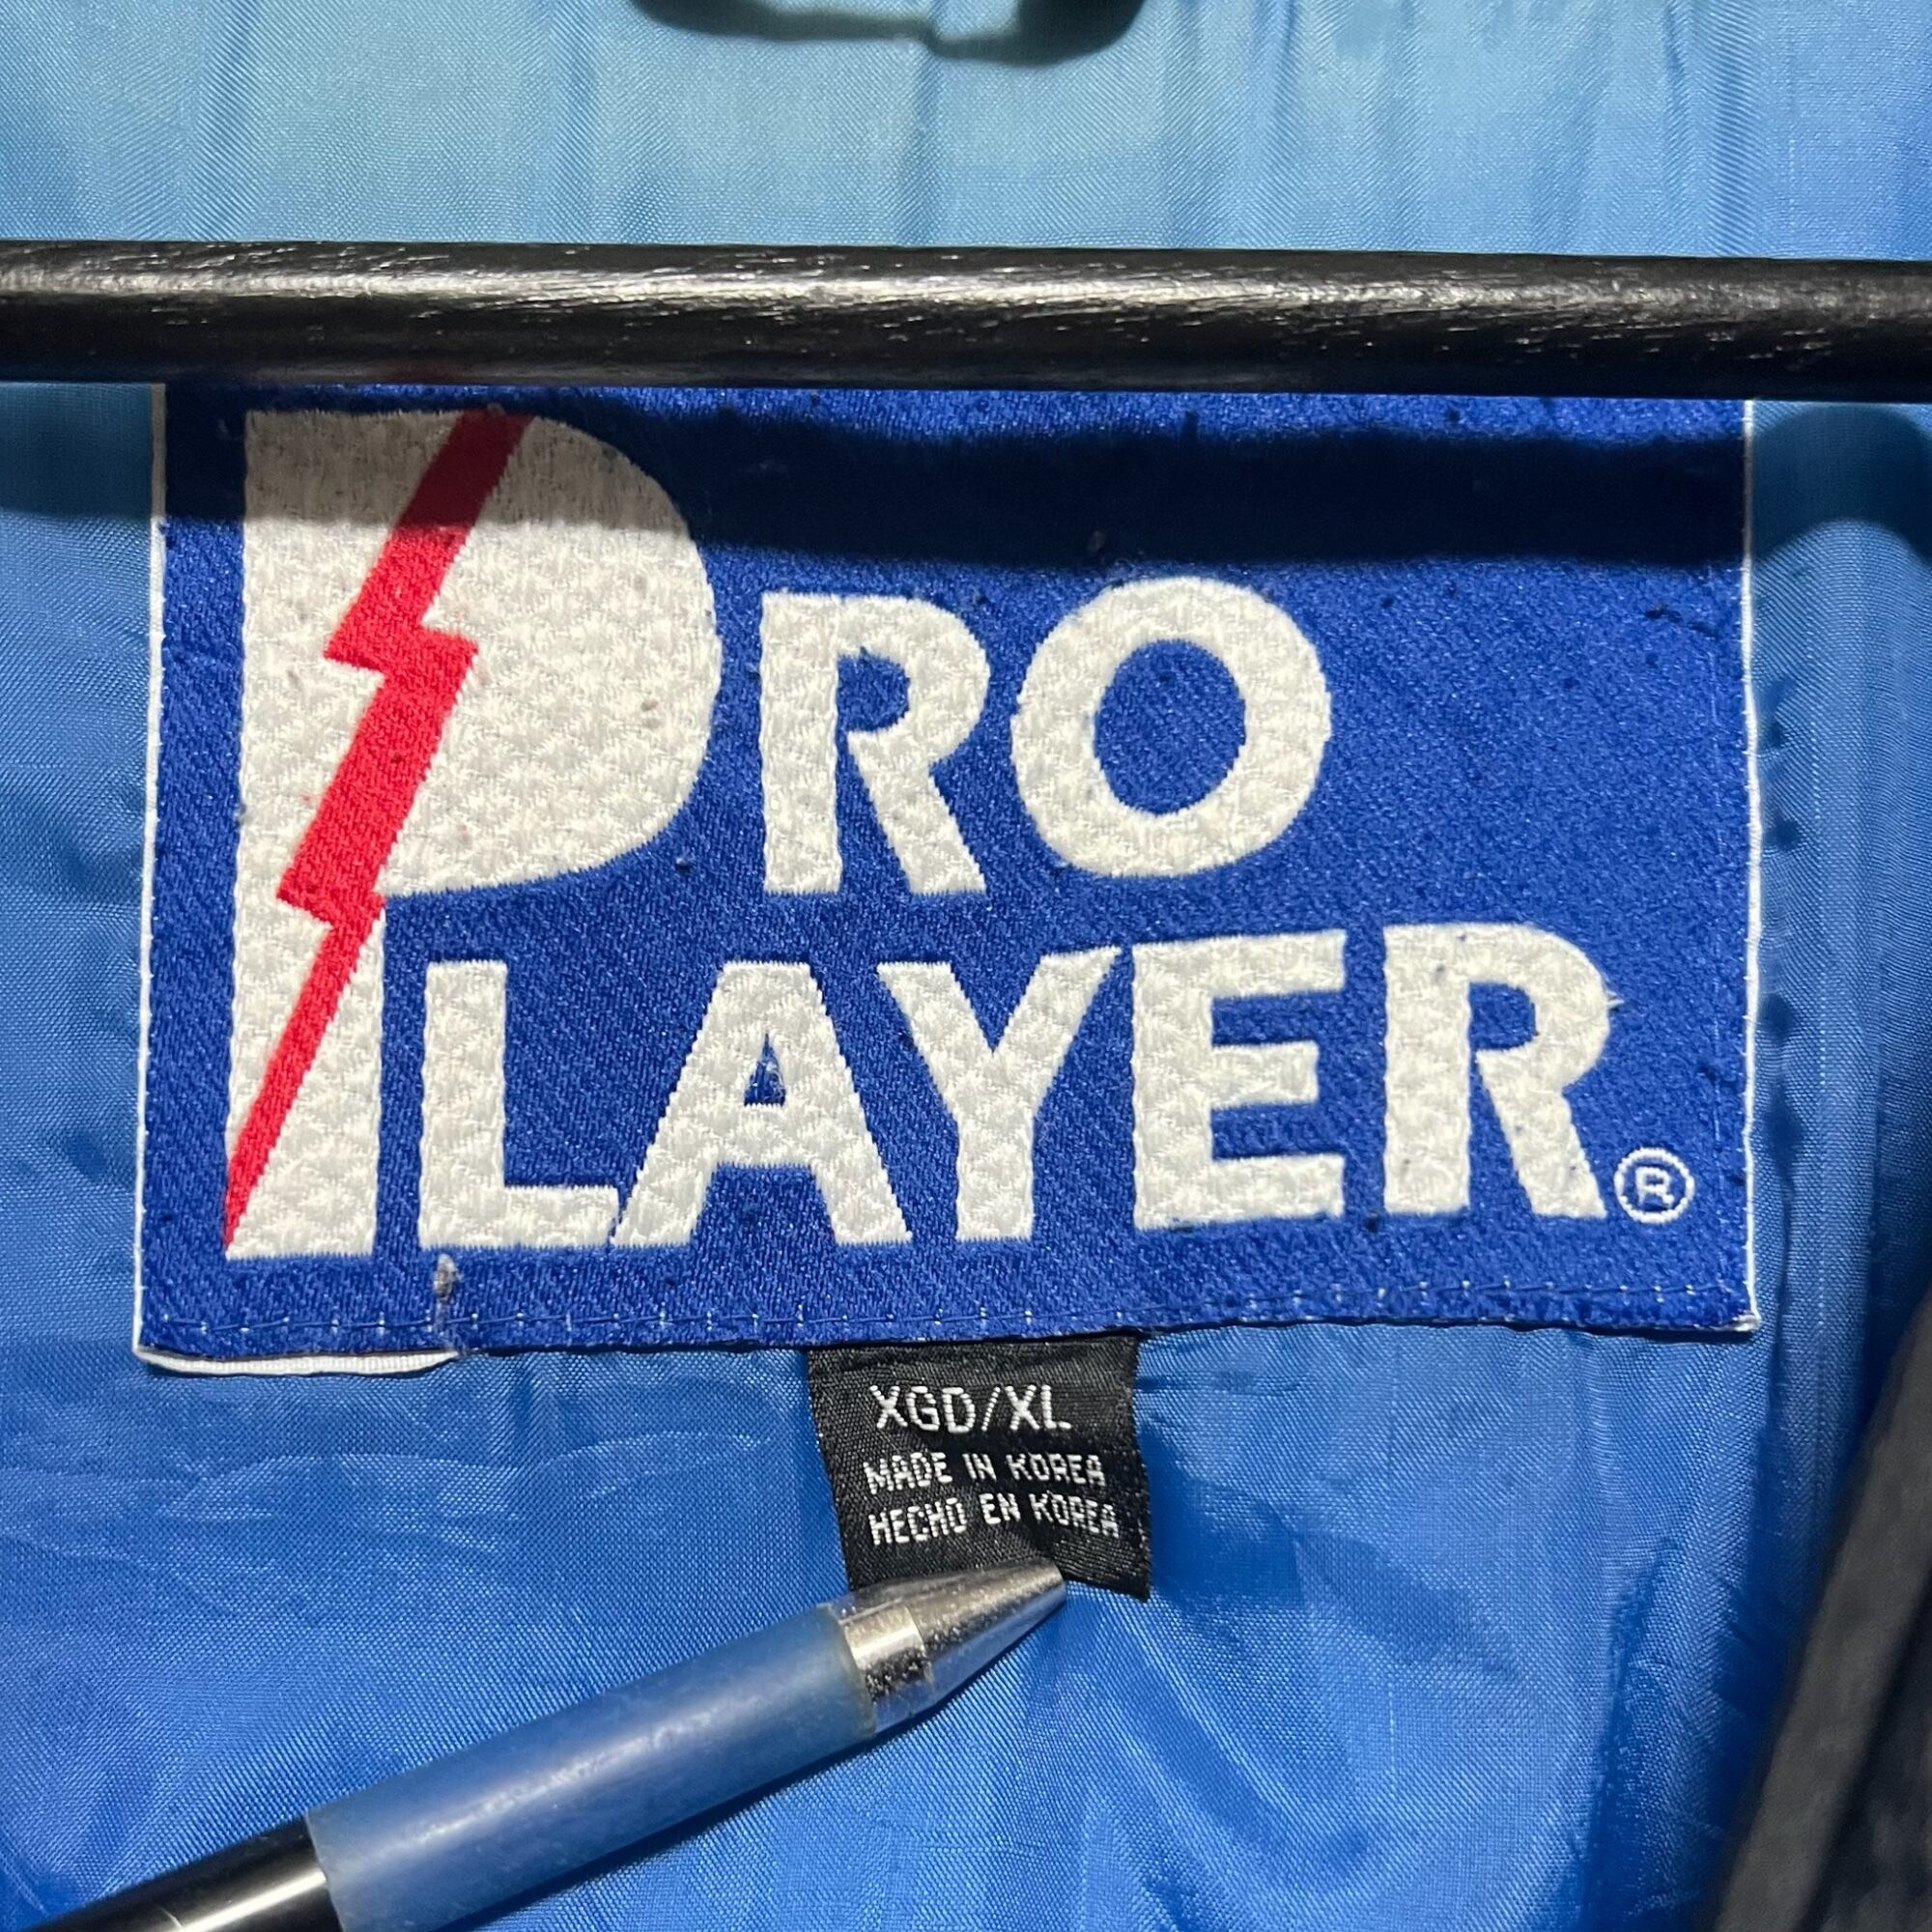 PRO
PLAYER®
XGD/XL
MADE IN KOREA
HECHO EN KOREA